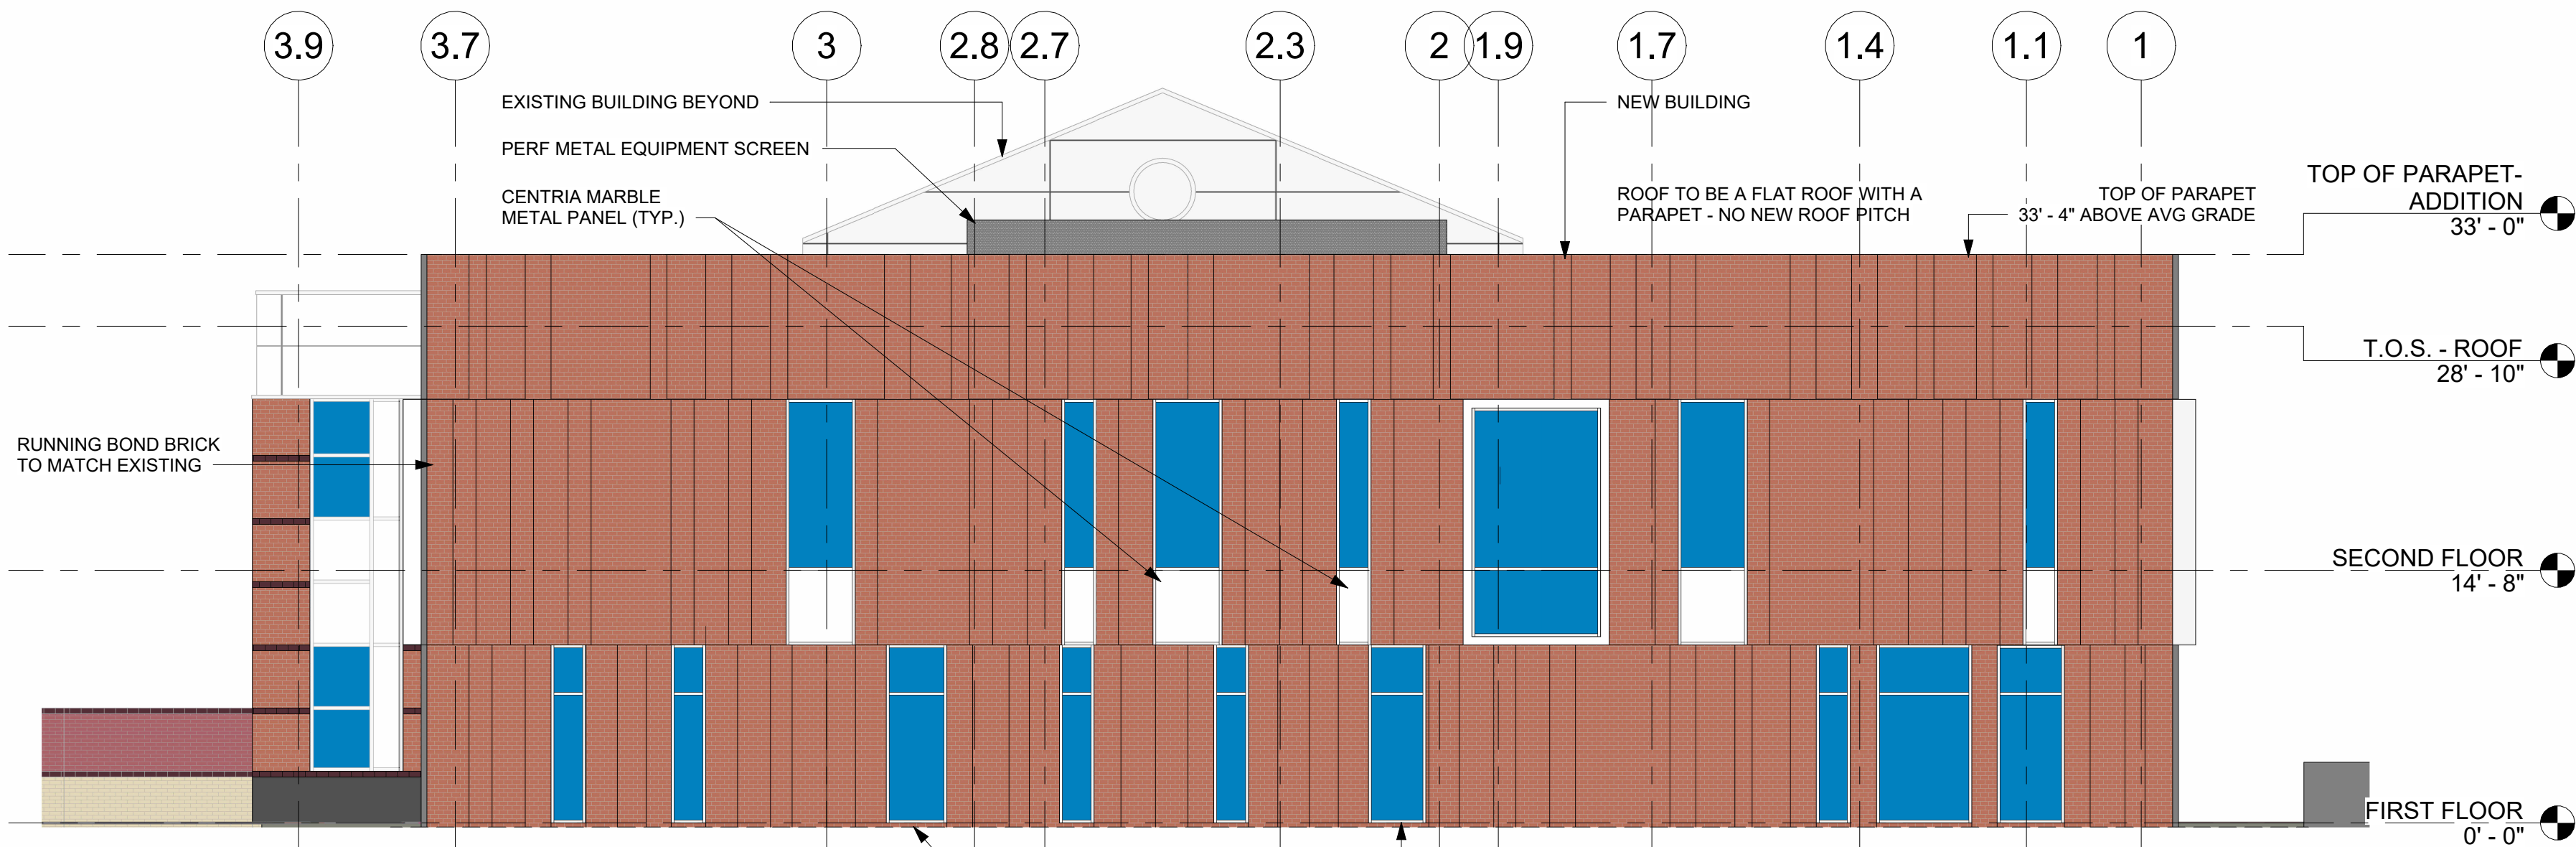 3.9
3.7
3
2.8
2.7
2.3
2
1.9
1.7
1.4
1.1
1
EXISTING BUILDING BEYOND
NEW BUILDING
PERF METAL EQUIPMENT SCREEN
CENTRIA MARBLE
METAL PANEL (TYP.)
ROOF TO BE A FLAT ROOF WITH A
PARAPET - NO NEW ROOF PITCH
TOP OF PARAPET
33' - 4" ABOVE AVG GRADE
TOP OF PARAPET-
ADDITION
33' - 0"
T.O.S. - ROOF
28' - 10"
RUNNING BOND BRICK
TO MATCH EXISTING
SECOND FLOOR
14' - 8"
FIRST FLOOR
0' - 0"